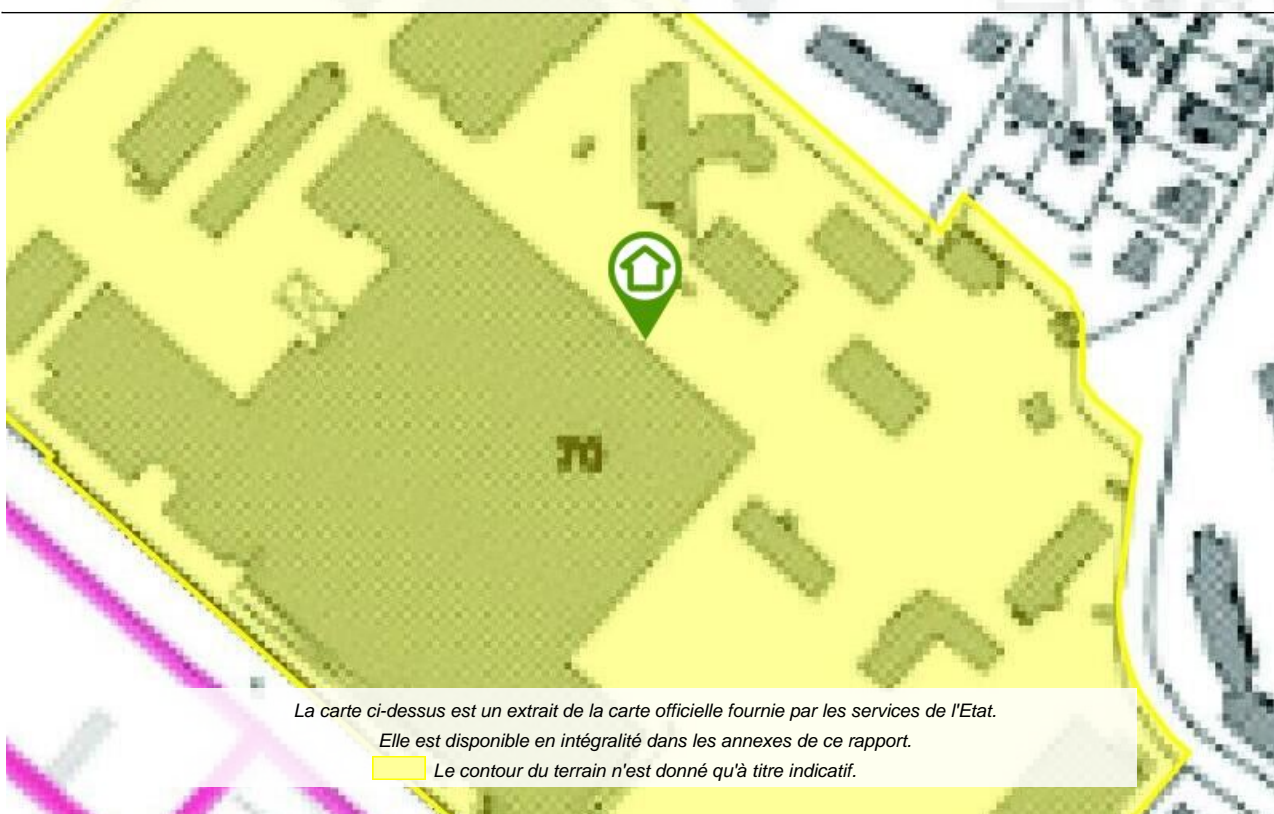 70
La carte ci-dessus est un extrait de la carte officielle fournie par les services de l'Etat.
Elle est disponible en intégralité dans les annexes de ce rapport.
Le contour du terrain n'est donné qu'à titre indicatif.